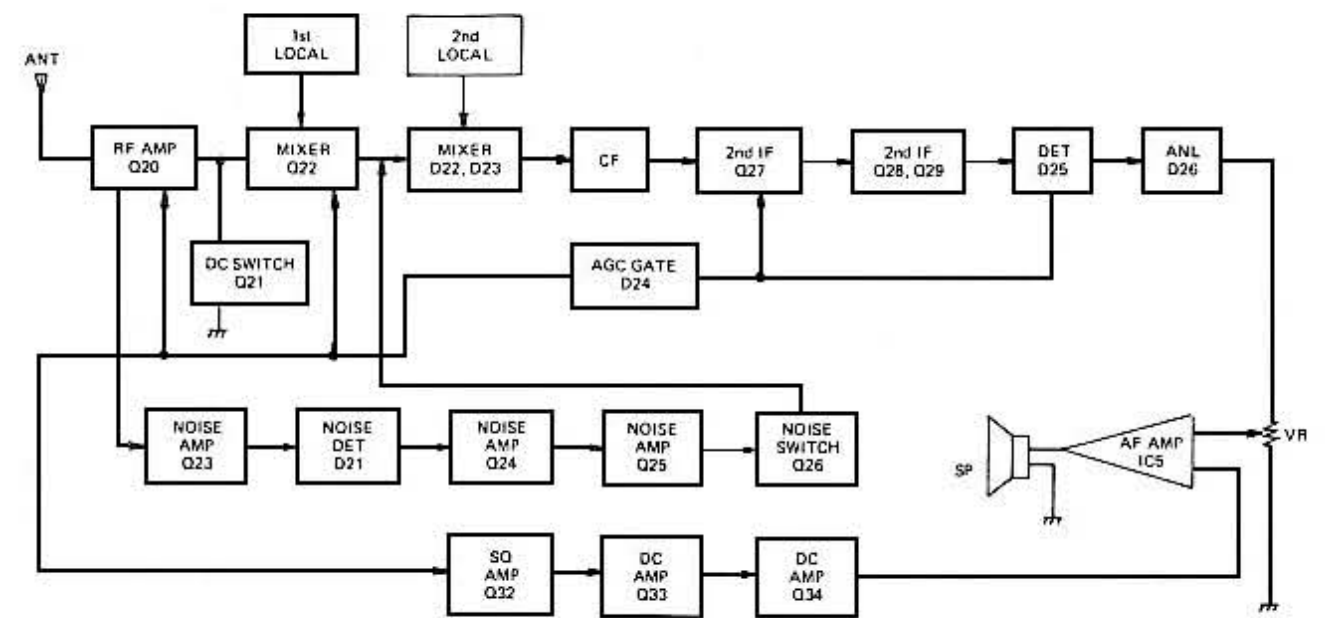 1st
LOCAL
2nd
LOCAL
ANT
RF AMP
Q20
MIXER
Q22
MIXER
D22, D23
CF
2nd IF
Q27
2nd IF
Q28, Q29
DET
D25
ANL
D26
DC SWITCH
Q21
AGC GATE
D24
NOISE
AMP
Q23
NOISE
DET
D21
NOISE
AMP
Q24
NOISE
AMP
Q25
NOISE
SWITCH
Q26
SP
AF AMP
IC5
VR
SQ
AMP
Q32
DC
AMP
Q33
DC
AMP
Q34